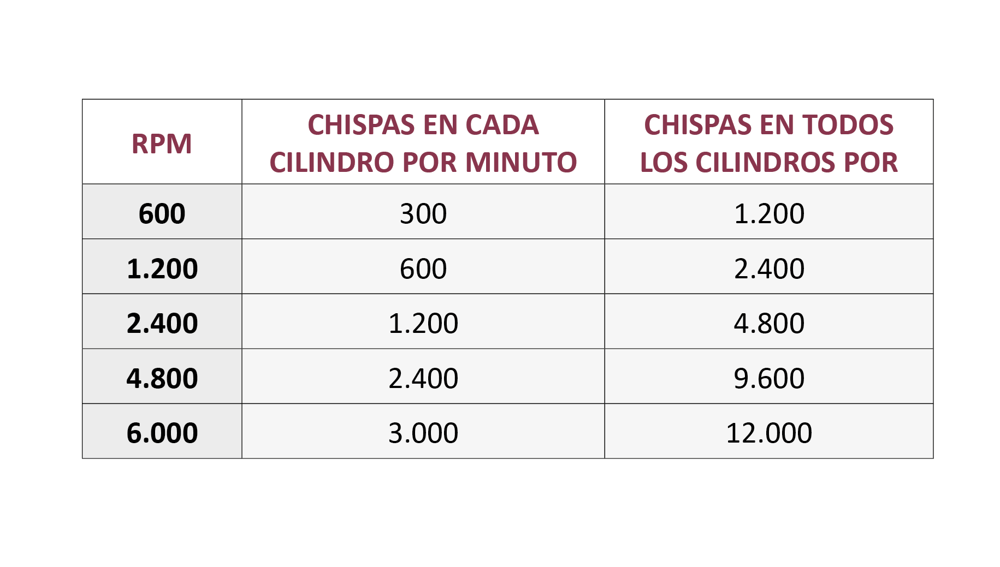 RPM
CHISPAS EN CADA
CILINDRO POR MINUTO
CHISPAS EN TODOS
LOS CILINDROS POR
600 300 1.200
1.200 600 2.400
2.400 1.200 4.800
4.800 2.400 9.600
6.000 3.000 12.000